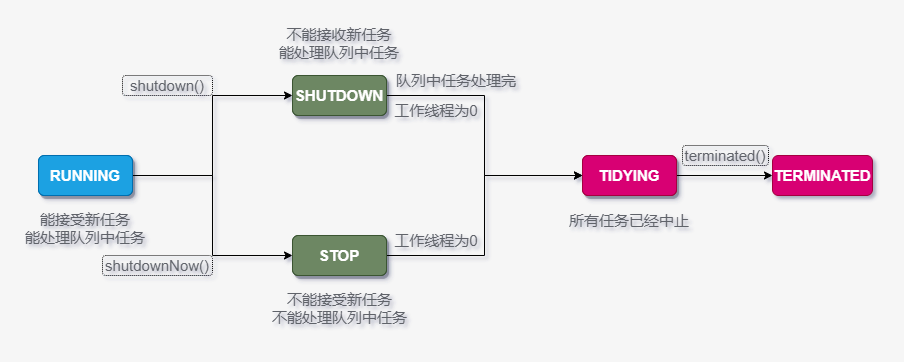 不能接收新任务
能处理队列中任务
shutdown()
SHUTDOWN
队列中任务处理完
工作线程为0
RUNNING
能接受新任务
能处理队列中任务
shutdownNow()
STOP
工作线程为0
不能接受新任务
不能处理队列中任务
TIDYING
所有任务已经中止
terminated()
TERMINATED